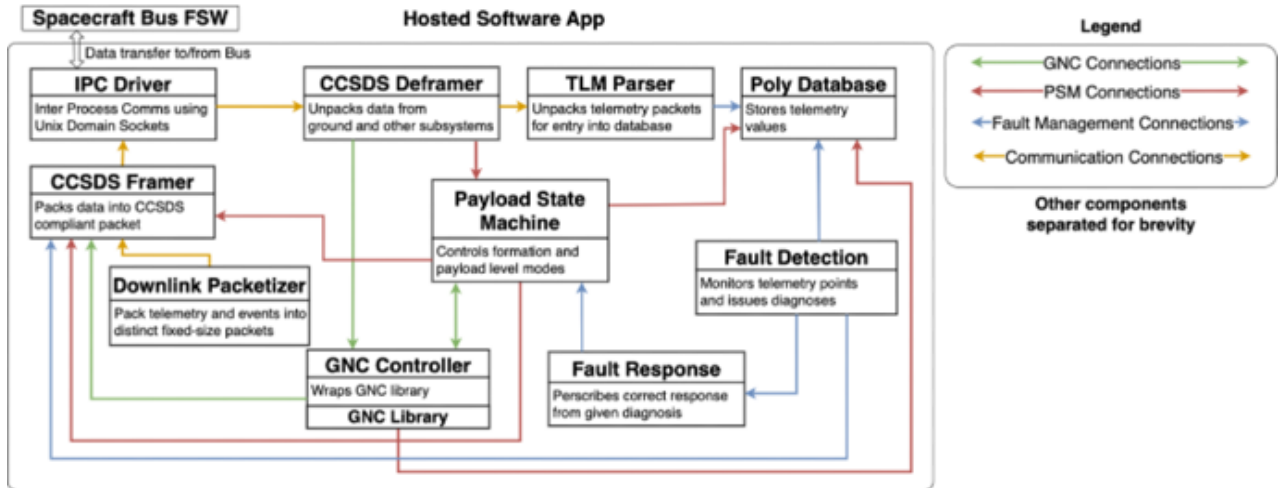 Spacecraft Bus FSW
Hosted Software App
Data transfer to/from Bus
IPC Driver
Inter Process Comms using
Unix Domain Sockets
CCSDS Deframer
Unpacks data from
ground and other subsystems
TLM Parser
Unpacks telemetry packets
for entry into database
Poly Database
Stores telemetry
values
CCSDS Framer
Packs data into CCSDS
compliant packet
Payload State
Machine
Controls formation and
payload level modes
Fault Detection
Monitors telemetry points
and issues diagnoses
Downlink Packetizer
Pack telemetry and events into
distinct fixed-size packets
GNC Controller
Wraps GNC library
GNC Library
Fault Response
Perscribes correct response
from given diagnosis
Legend
GNC Connections
PSM Connections
Fault Management Connections
Communication Connections
Other components
separated for brevity